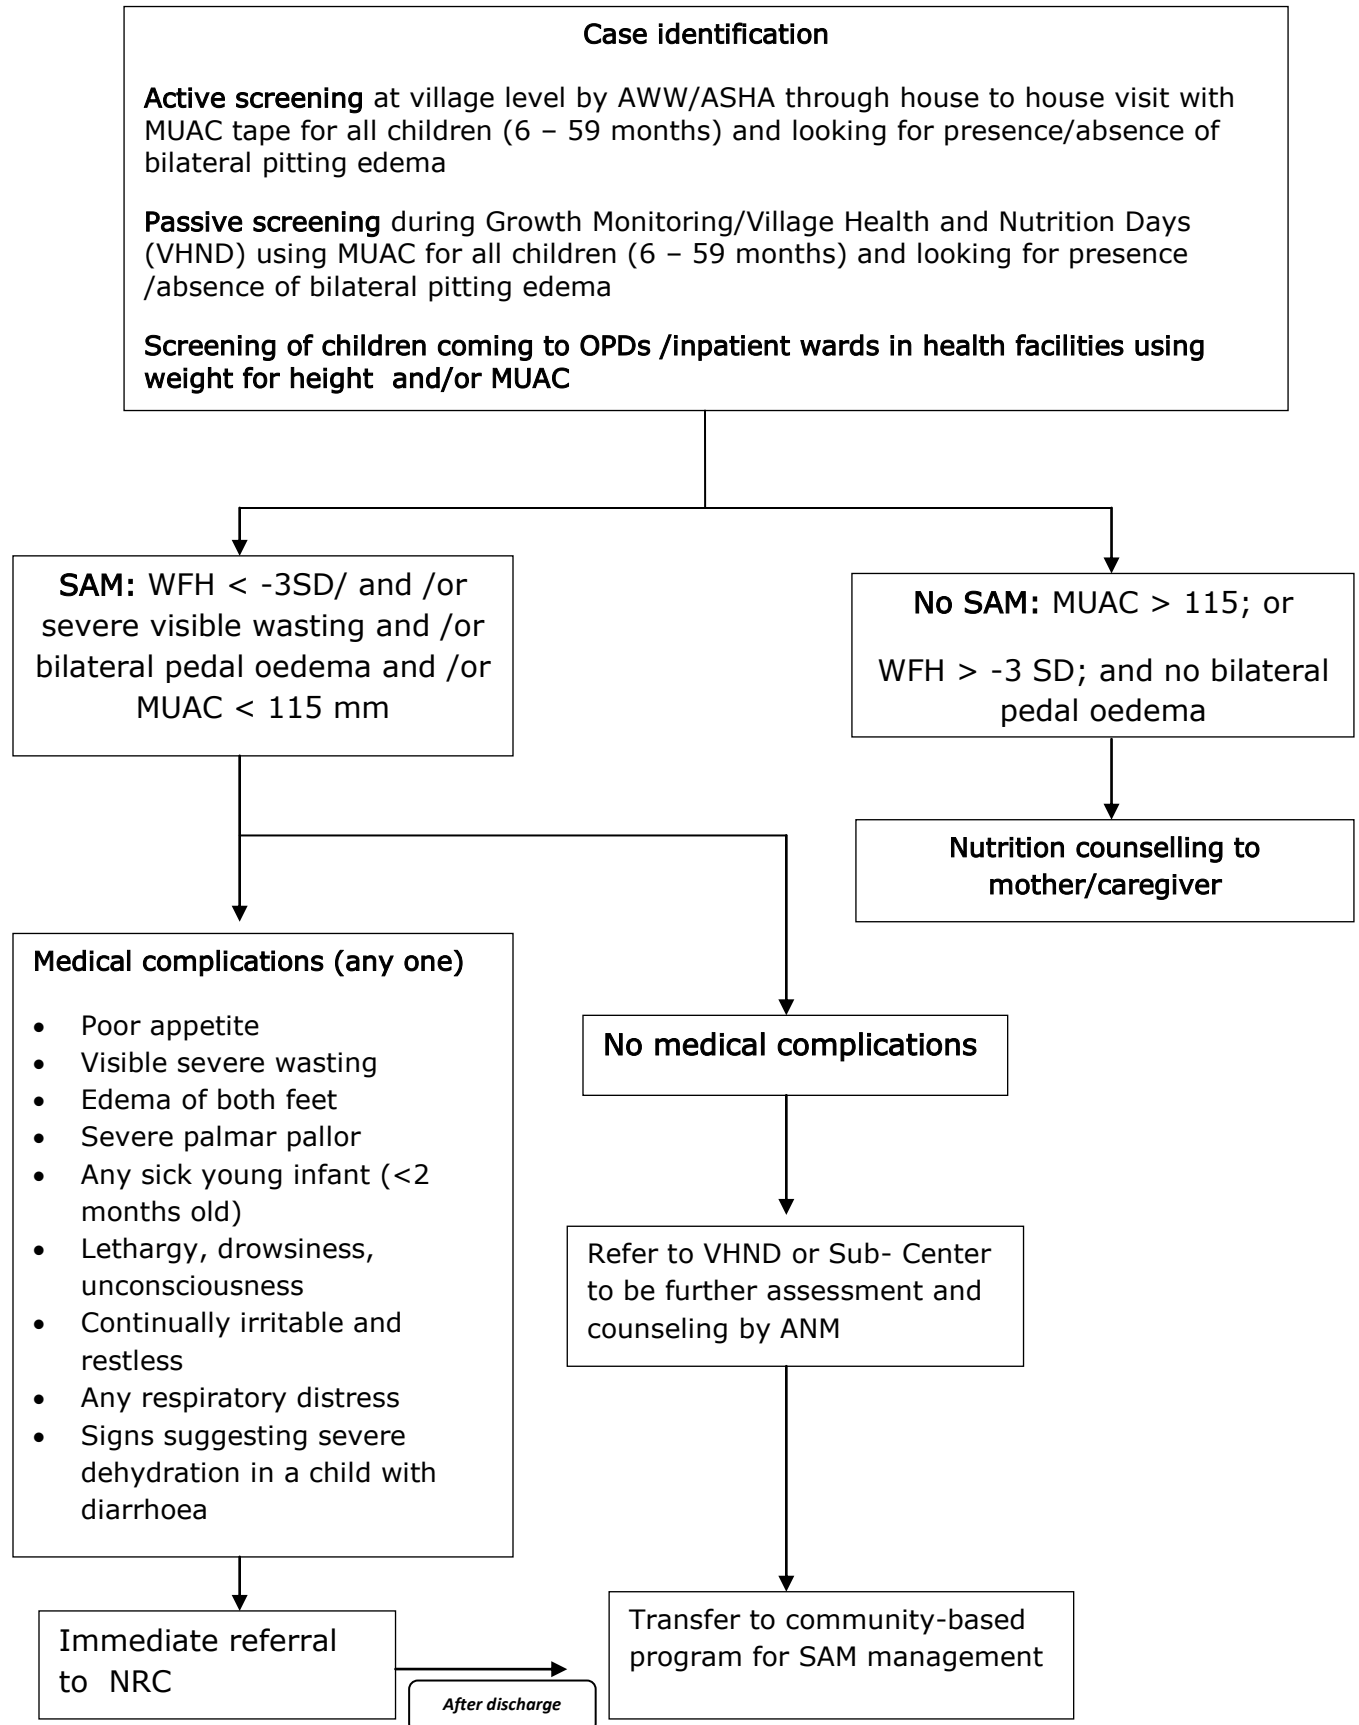 Case identification
Active screening at village level by AWW/ASHA through house to house visit with
MUAC tape for all children (6 – 59 months) and looking for presence/absence of
bilateral pitting edema
Passive screening during Growth Monitoring/Village Health and Nutrition Days
(VHND) using MUAC for all children (6 – 59 months) and looking for presence
/absence of bilateral pitting edema
Screening of children coming to OPDs /inpatient wards in health facilities using
weight for height and/or MUAC
SAM: WFH < -3SD/ and /or
severe visible wasting and /or
bilateral pedal oedema and /or
MUAC < 115 mm
No SAM: MUAC > 115; or
WFH > -3 SD; and no bilateral
pedal oedema
Nutrition counselling to
mother/caregiver
Medical complications (any one)
• Poor appetite
• Visible severe wasting
• Edema of both feet
• Severe palmar pallor
• Any sick young infant (<2
months old)
• Lethargy, drowsiness,
unconsciousness
• Continually irritable and
restless
• Any respiratory distress
• Signs suggesting severe
dehydration in a child with
diarrhoea
No medical complications
Refer to VHND or Sub- Center
to be further assessment and
counseling by ANM
Immediate referral
to NRC
After discharge
Transfer to community-based
program for SAM management